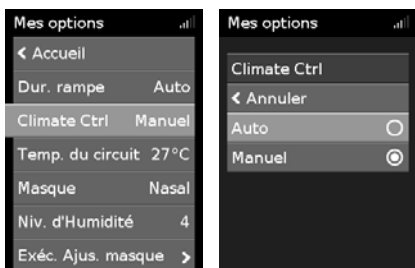 Mes options
< Accueil
Dur. rampe Auto
Climate Ctrl Manuel
Temp. du circuit 27°C
Masque Nasal
Niv. d'Humidité 4
Exéc. Ajus. masque >
Mes options
Climate Ctrl
< Annuler
Auto
Manuel